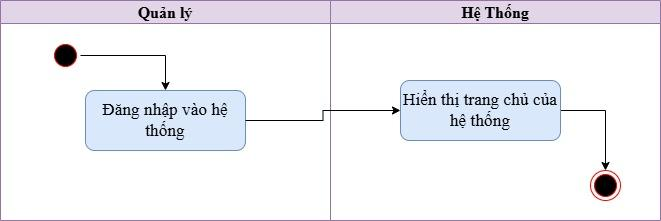 Quản lý
Hệ Thống
Đăng nhập vào hệ
thống
Hiển thị trang chủ của
hệ thống